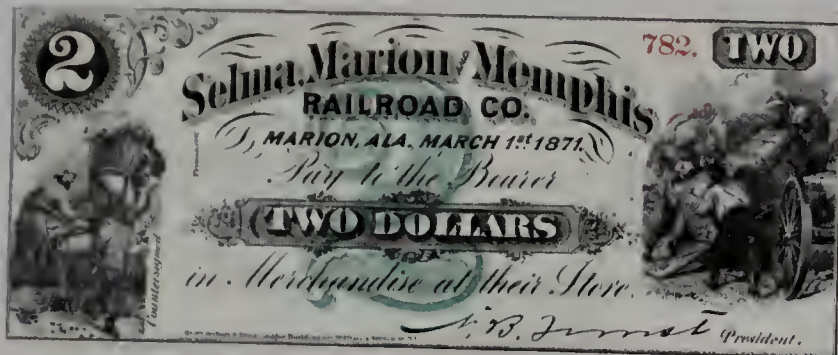 2
782. TWO
Selma, Marion & Memphis
RAILROAD CO.
MARION, ALA. MARCH 1st 1871.
Pay to the Bearer
TWO DOLLARS
in Merchandise at their Store.
Countersigned
N. B. Forrest President.